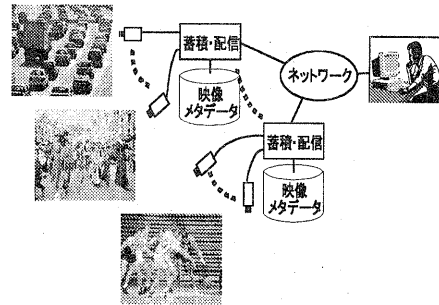 蓄積・配信
映像
メタデータ
ネットワーク
蓄積・配信
映像
メタデータ